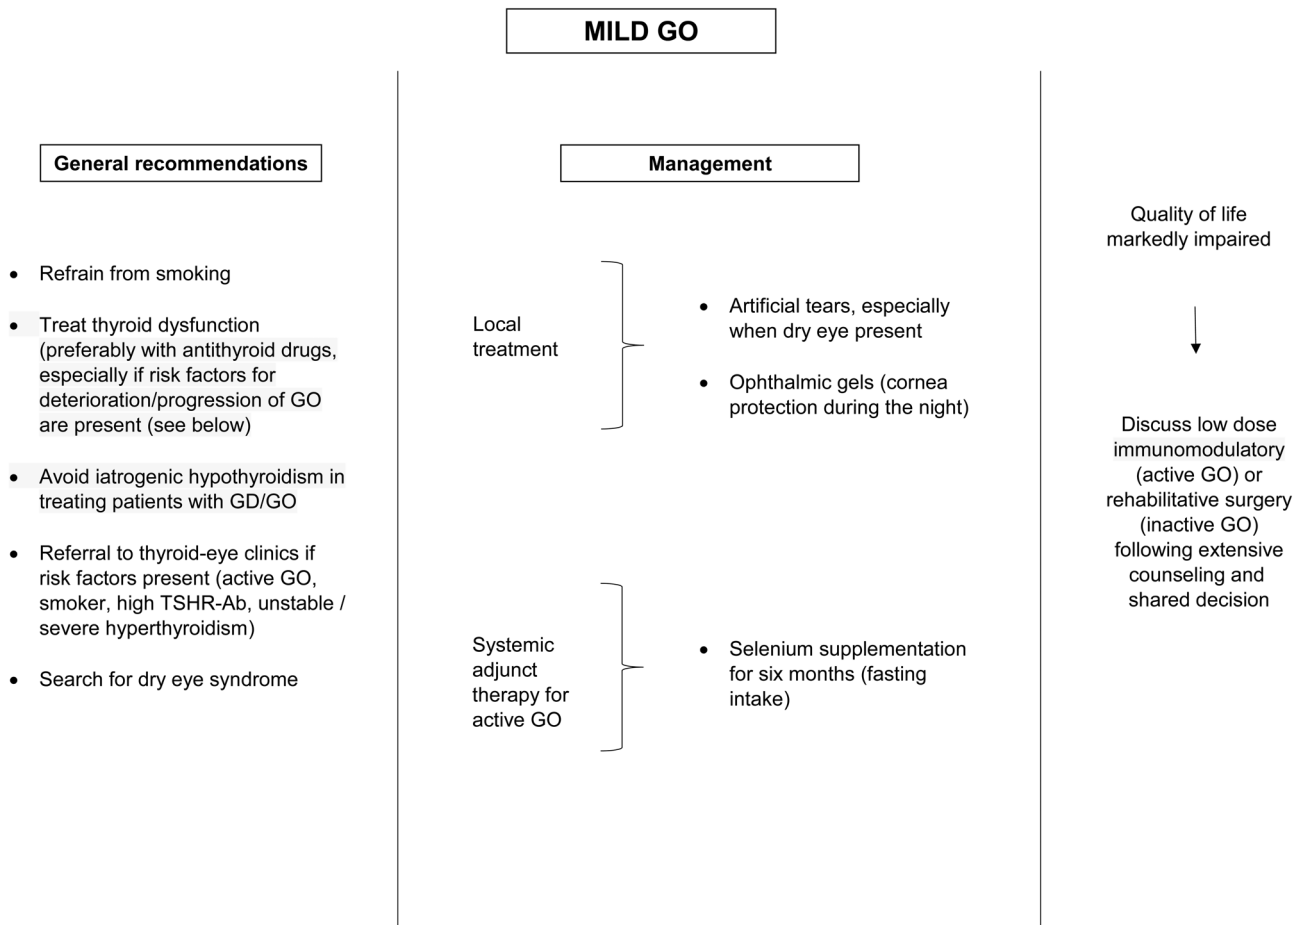 MILD GO
General recommendations
• Refrain from smoking
• Treat thyroid dysfunction
(preferably with antithyroid drugs,
especially if risk factors for
deterioration/progression of GO
are present (see below)
• Avoid iatrogenic hypothyroidism in
treating patients with GD/GO
• Referral to thyroid-eye clinics if
risk factors present (active GO,
smoker, high TSHR-Ab, unstable /
severe hyperthyroidism)
• Search for dry eye syndrome
Management
Local
treatment
• Artificial tears, especially
when dry eye present
• Ophthalmic gels (cornea
protection during the night)
Systemic
adjunct
therapy for
active GO
• Selenium supplementation
for six months (fasting
intake)
Quality of life
markedly impaired
Discuss low dose
immunomodulatory
(active GO) or
rehabilitative surgery
(inactive GO)
following extensive
counseling and
shared decision